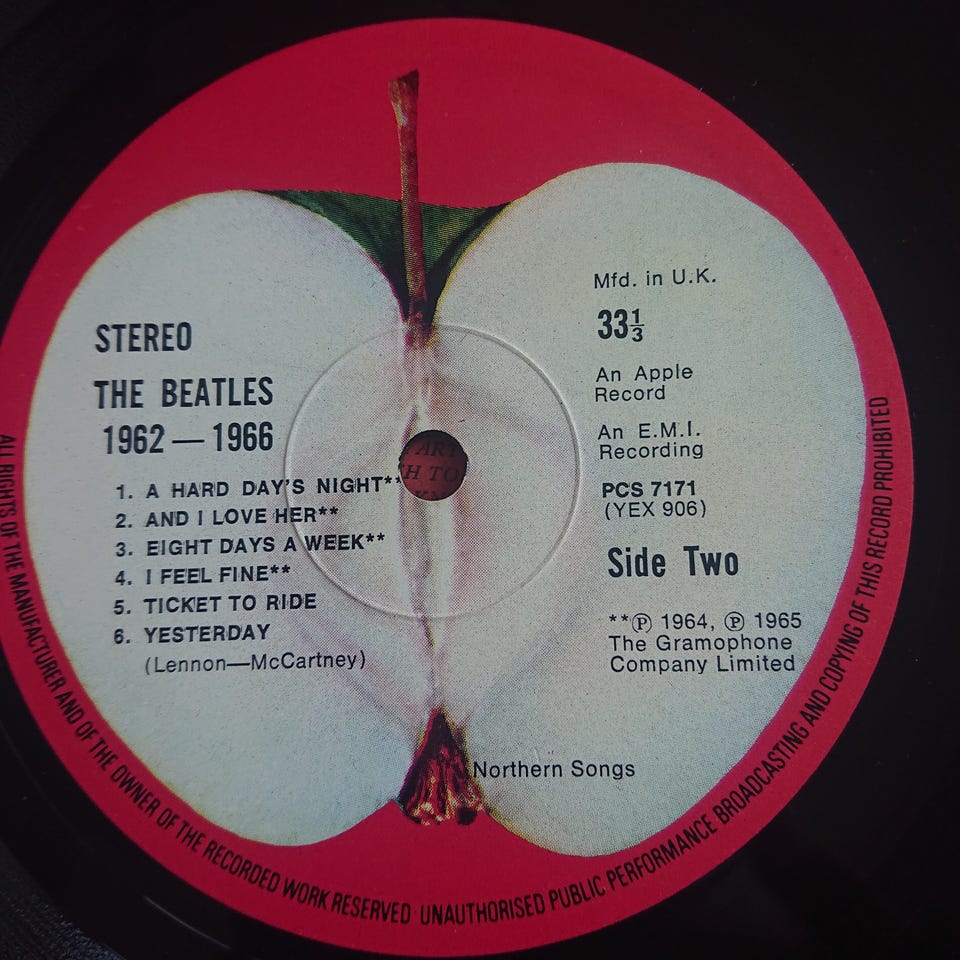 STEREO
THE BEATLES
1962 — 1966
1. A HARD DAY'S NIGHT**
2. AND I LOVE HER**
3. EIGHT DAYS A WEEK**
4. I FEEL FINE**
5. TICKET TO RIDE
6. YESTERDAY
(Lennon—McCartney)
Mfd. in U.K.
33⅓
An Apple
Record
An E.M.I.
Recording
PCS 7171
(YEX 906)
Side Two
**Ⓟ 1964, Ⓟ 1965
The Gramophone
Company Limited
Northern Songs
ALL RIGHTS OF THE MANUFACTURER AND OF THE OWNER OF THE RECORDED WORK RESERVED UNAUTHORISED PUBLIC PERFORMANCE BROADCASTING AND COPYING OF THIS RECORD PROHIBITED